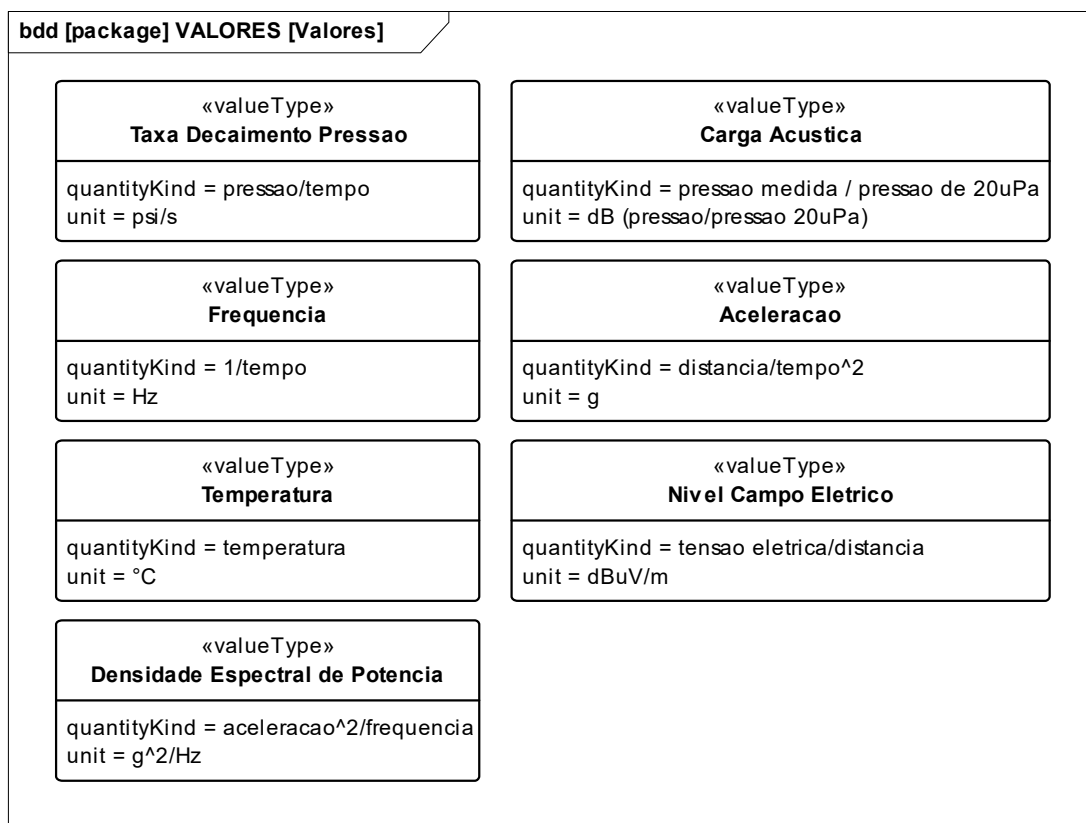 bdd [package] VALORES [Valores]
«valueType»
Taxa Decaimento Pressao
quantityKind = pressao/tempo
unit = psi/s
«valueType»
Carga Acustica
quantityKind = pressao medida / pressao de 20uPa
unit = dB (pressao/pressao 20uPa)
«valueType»
Frequencia
quantityKind = 1/tempo
unit = Hz
«valueType»
Aceleracao
quantityKind = distancia/tempo^2
unit = g
«valueType»
Temperatura
quantityKind = temperatura
unit = °C
«valueType»
Nivel Campo Eletrico
quantityKind = tensao eletrica/distancia
unit = dBuV/m
«valueType»
Densidade Espectral de Potencia
quantityKind = aceleracao^2/frequencia
unit = g^2/Hz